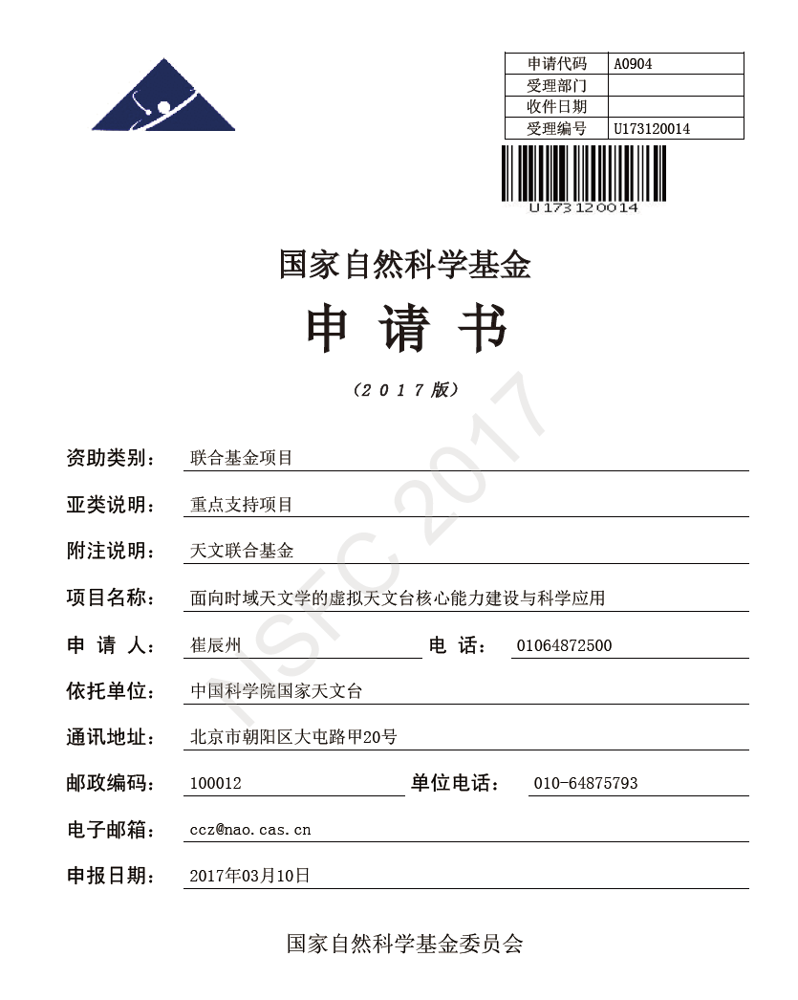 申请代码 A0904
受理部门
收件日期
受理编号 U173120014
U173120014
国家自然科学基金
申 请 书
（2 0 1 7 版）
资助类别： 联合基金项目
亚类说明： 重点支持项目
附注说明： 天文联合基金
项目名称： 面向时域天文学的虚拟天文台核心能力建设与科学应用
申 请 人： 崔辰州 电 话： 01064872500
依托单位： 中国科学院国家天文台
通讯地址： 北京市朝阳区大屯路甲20号
邮政编码： 100012 单位电话： 010-64875793
电子邮箱： ccz@nao.cas.cn
申报日期： 2017年03月10日
国家自然科学基金委员会
NSFC 2017